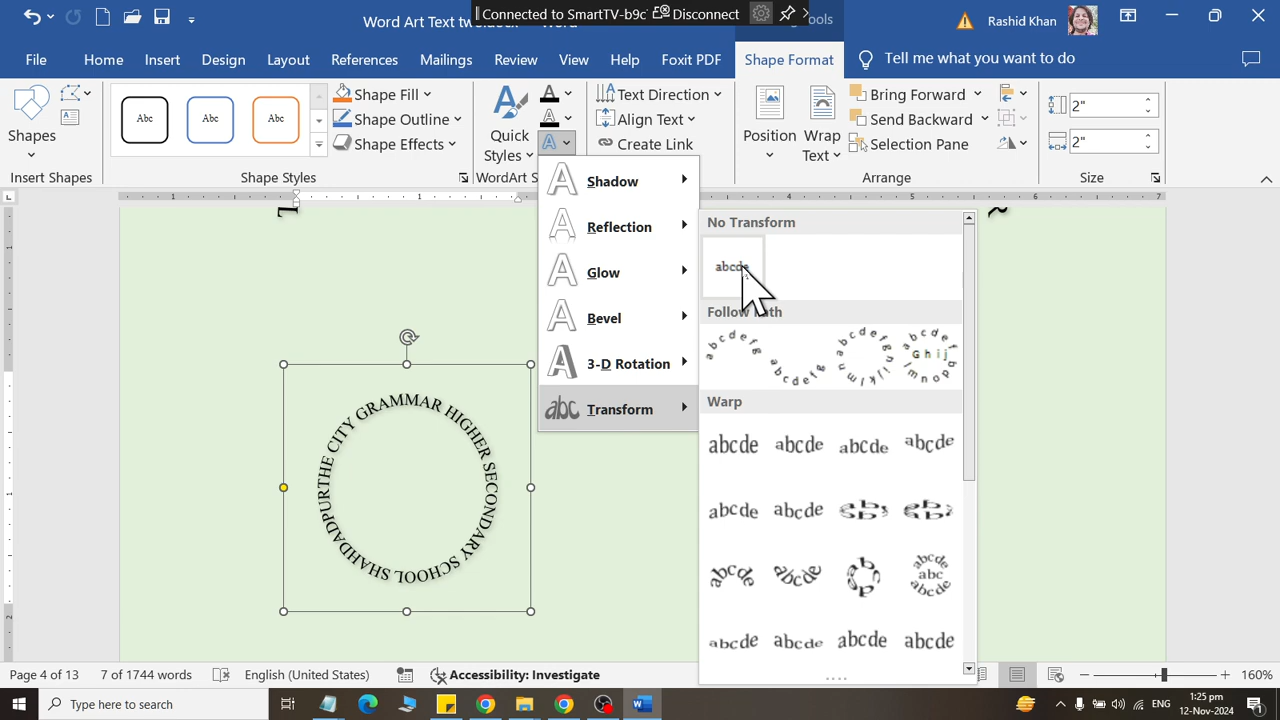 Word Art Text tw
Connected to SmartTV-b9c
Disconnect
Rashid Khan
File
Home
Insert
Design
Layout
References
Mailings
Review
View
Help
Foxit PDF
Shape Format
Tell me what you want to do
Shapes
Insert Shapes
Abc
Abc
Abc
Shape Fill
Shape Outline
Shape Effects
Shape Styles
Quick
Styles
WordArt S
Text Direction
Align Text
Create Link
Position
Wrap
Text
Bring Forward
Send Backward
Selection Pane
Arrange
2"
2"
Size
Shadow
Reflection
Glow
Bevel
3-D Rotation
Transform
No Transform
abcde
Follow Path
Warp
abcde abcde abcde abcde
abcde abcde
abcde abcde
abcde abcde abcde abcde
THE CITY GRAMMAR HIGHER SECONDARY SCHOOL SHAHDADPUR
Page 4 of 13
7 of 1744 words
English (United States)
Accessibility: Investigate
160%
Type here to search
ENG
1:25 pm
12-Nov-2024